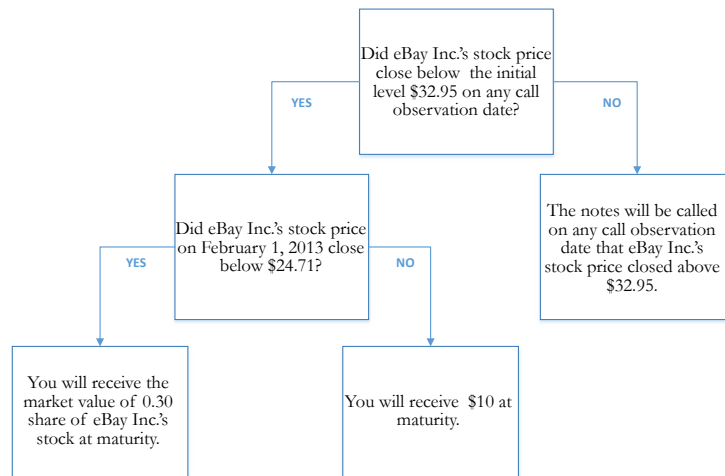 Did eBay Inc.'s stock price
close below the initial
level $32.95 on any call
observation date?
YES
NO
Did eBay Inc.'s stock price
on February 1, 2013 close
below $24.71?
The notes will be called
on any call observation
date that eBay Inc.'s
stock price closed above
$32.95.
YES
NO
You will receive the
market value of 0.30
share of eBay Inc.'s
stock at maturity.
You will receive $10 at
maturity.